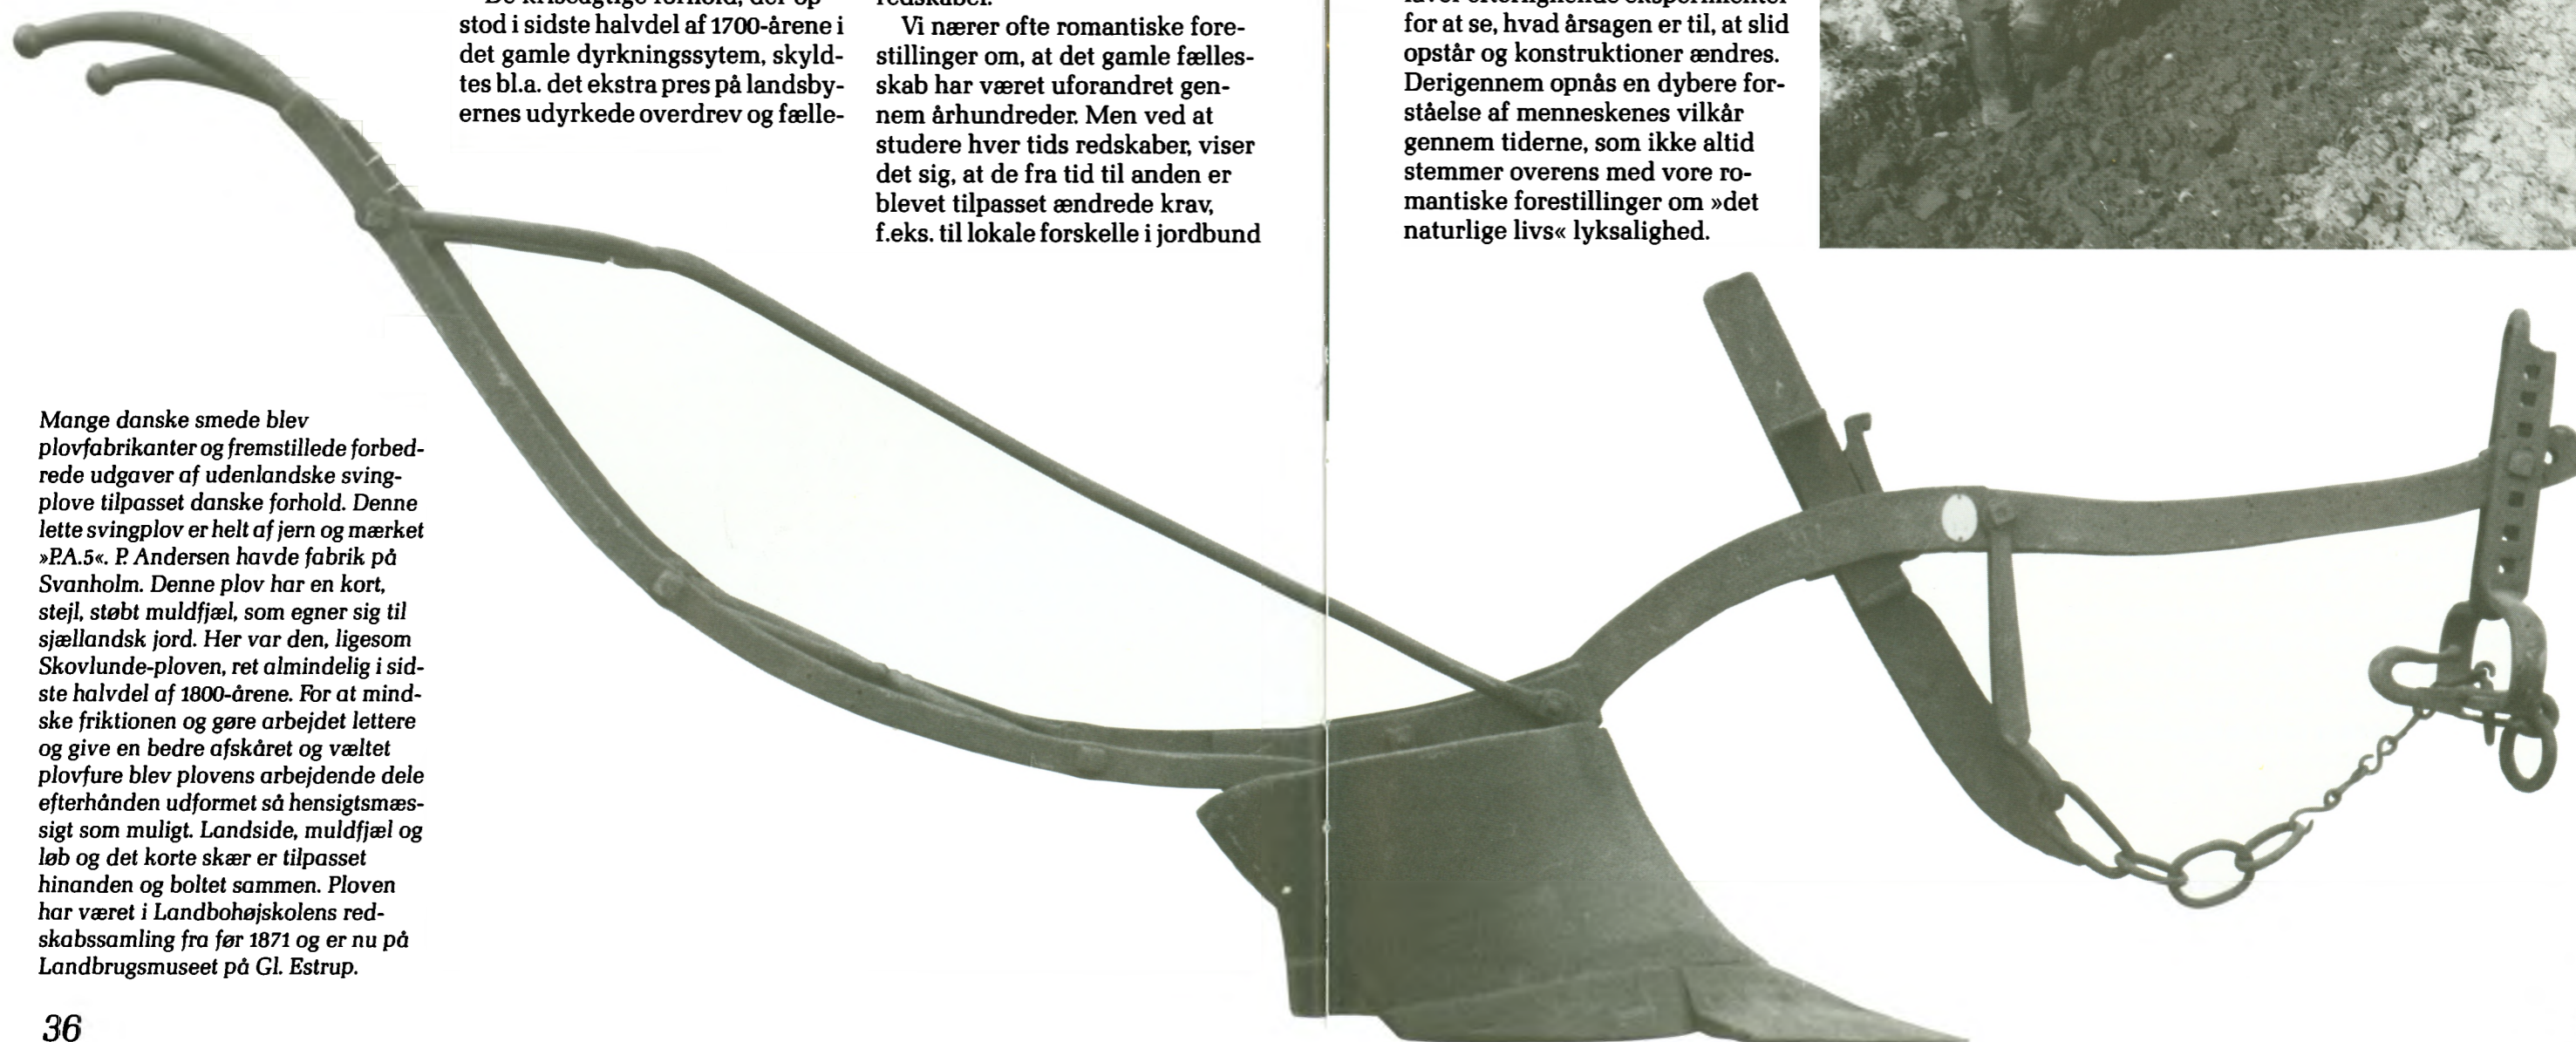 stod i sidste halvdel af 1700-årene i
det gamle dyrkningssytem, skyld-
tes bl.a. det ekstra pres på landsby-
ernes udyrkede overdrev og fælle-
Vi nærer ofte romantiske fore-
stillinger om, at det gamle fælles-
skab har været uforandret gen-
nem århundreder. Men ved at
studere hver tids redskaber, viser
det sig, at de fra tid til anden er
blevet tilpasset ændrede krav,
f.eks. til lokale forskelle i jordbund
for at se, hvad årsagen er til, at slid
opstår og konstruktioner ændres.
Derigennem opnås en dybere for-
ståelse af menneskenes vilkår
gennem tiderne, som ikke altid
stemmer overens med vore ro-
mantiske forestillinger om »det
naturlige livs« lyksalighed.
Mange danske smede blev
plovfabrikanter og fremstillede forbed-
rede udgaver af udenlandske sving-
plove tilpasset danske forhold. Denne
lette svingplov er helt af jern og mærket
»P.A.5«. P. Andersen havde fabrik på
Svanholm. Denne plov har en kort,
stejl, støbt muldfjæl, som egner sig til
sjællandsk jord. Her var den, ligesom
Skovlunde-ploven, ret almindelig i sid-
ste halvdel af 1800-årene. For at mind-
ske friktionen og gøre arbejdet lettere
og give en bedre afskåret og væltet
plovfure blev plovens arbejdende dele
efterhånden udformet så hensigtsmæs-
sigt som muligt. Landside, muldfjæl og
løb og det korte skær er tilpasset
hinanden og boltet sammen. Ploven
har været i Landbohøjskolens red-
skabssamling fra før 1871 og er nu på
Landbrugsmuseet på Gl. Estrup.
36